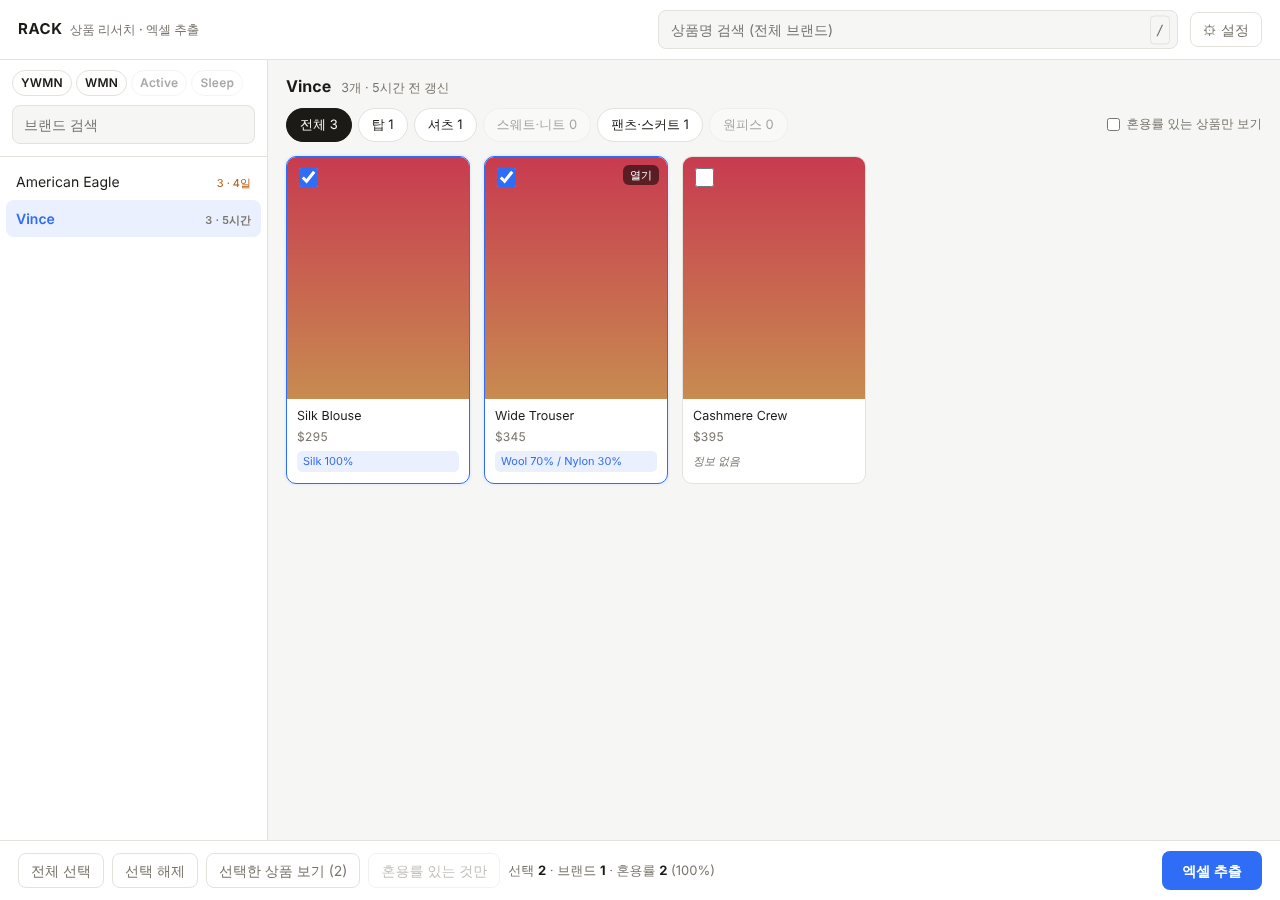 RACK 상품 리서치 · 엑셀 추출
상품명 검색 (전체 브랜드) /
설정
YWMN WMN Active Sleep
브랜드 검색
American Eagle 3 · 4일
Vince 3 · 5시간
Vince 3개 · 5시간 전 갱신
전체 3 탑 1 셔츠 1 스웨트·니트 0 팬츠·스커트 1 원피스 0
혼용률 있는 상품만 보기
열기
Silk Blouse
$295
Silk 100%
Wide Trouser
$345
Wool 70% / Nylon 30%
Cashmere Crew
$395
정보 없음
전체 선택 선택 해제 선택한 상품 보기 (2) 혼용률 있는 것만 선택 2 · 브랜드 1 · 혼용률 2 (100%)
엑셀 추출